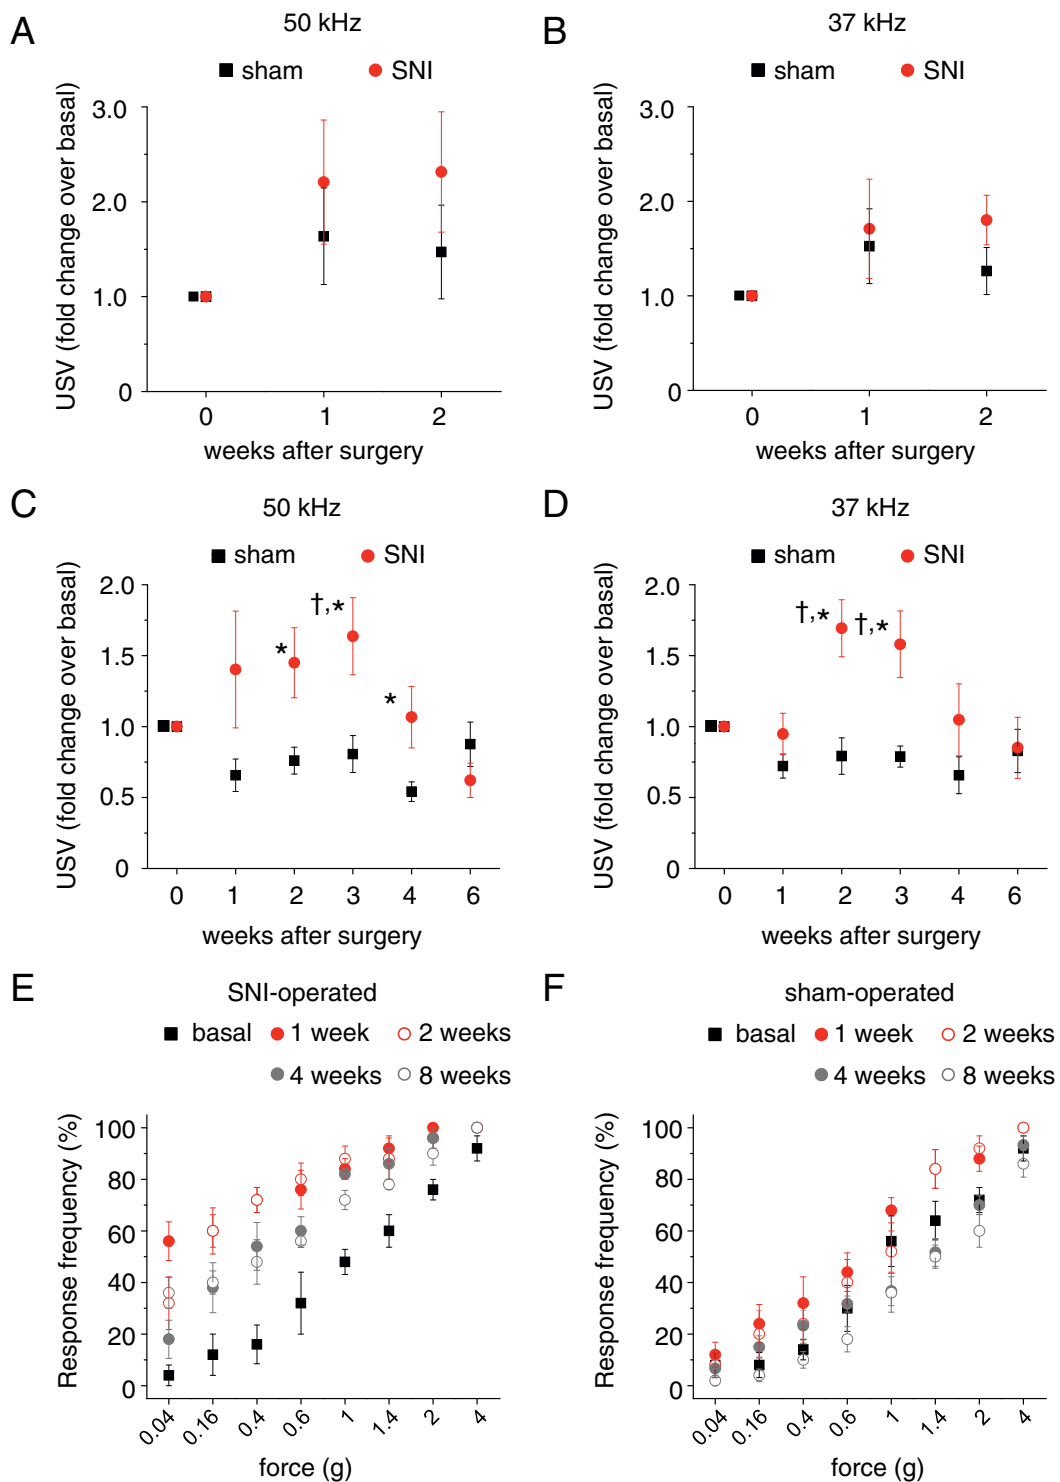 A
50 kHz
sham SNI
USV (fold change over basal)
3.0
2.0
1.0
0
0 1 2
weeks after surgery
B
37 kHz
sham SNI
USV (fold change over basal)
3.0
2.0
1.0
0
0 1 2
weeks after surgery
C
50 kHz
sham SNI
USV (fold change over basal)
2.0
1.5
1.0
0.5
0
* †,* *
0 1 2 3 4 6
weeks after surgery
D
37 kHz
sham SNI
USV (fold change over basal)
2.0
1.5
1.0
0.5
0
†,* †,*
0 1 2 3 4 6
weeks after surgery
E
SNI-operated
basal 1 week 2 weeks
4 weeks 8 weeks
Response frequency (%)
100
80
60
40
20
0
0.04 0.16 0.4 0.6 1 1.4 2 4
force (g)
F
sham-operated
basal 1 week 2 weeks
4 weeks 8 weeks
Response frequency (%)
100
80
60
40
20
0
0.04 0.16 0.4 0.6 1 1.4 2 4
force (g)